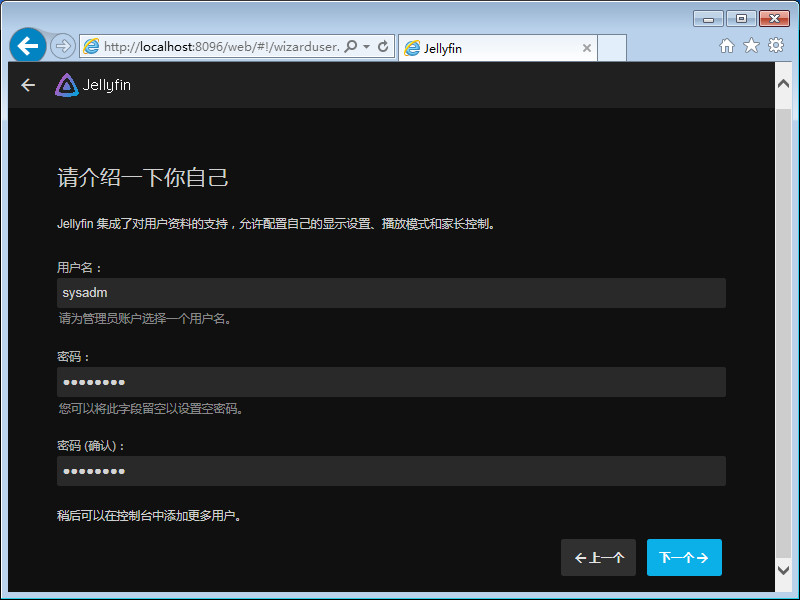 http://localhost:8096/web/#!/wizarduser.
Jellyfin
Jellyfin
请介绍一下你自己
Jellyfin 集成了对用户资料的支持，允许配置自己的显示设置、播放模式和家长控制。
用户名：
sysadm
请为管理员账户选择一个用户名。
密码：
●●●●●●●●
您可以将此字段留空以设置空密码。
密码 (确认)：
●●●●●●●●
稍后可以在控制台中添加更多用户。
←上一个
下一个→